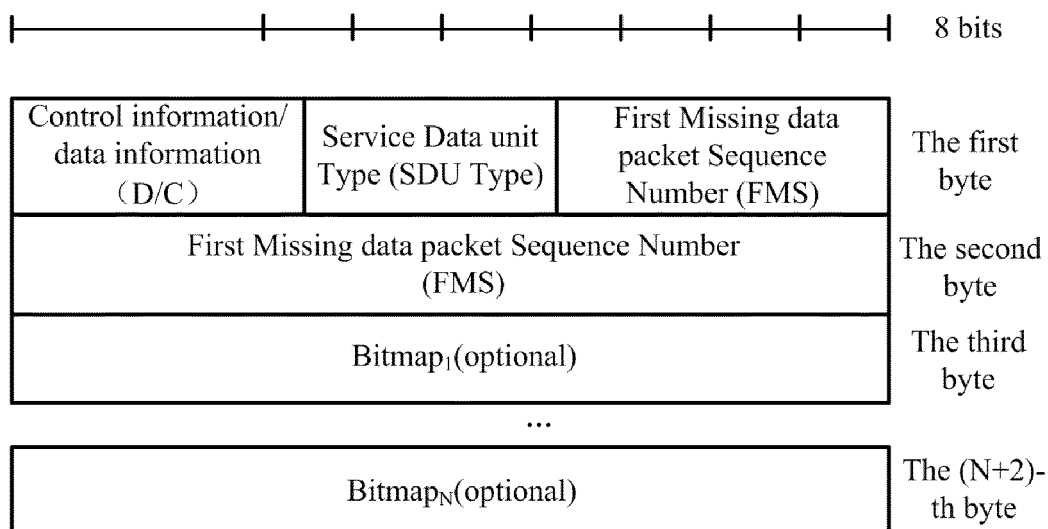 8 bits
Control information/
data information
（D/C）
Service Data unit
Type (SDU Type)
First Missing data
packet Sequence
Number (FMS)
The first
byte
First Missing data packet Sequence Number
(FMS)
The second
byte
Bitmap₁(optional)
The third
byte
...
Bitmap_N(optional)
The (N+2)-
th byte